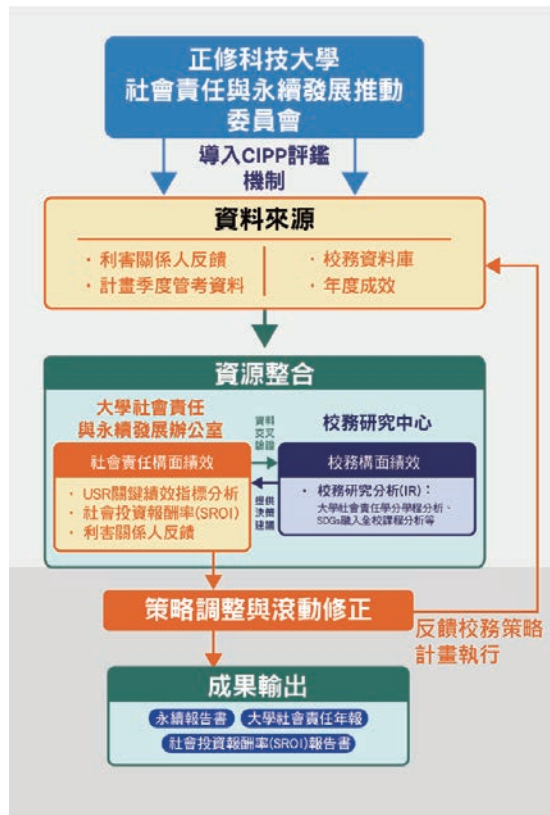 正修科技大學
社會責任與永續發展推動
委員會
導入CIPP評鑑
機制
資料來源
・利害關係人反饋
・計畫季度管考資料
・校務資料庫
・年度成效
資源整合
大學社會責任
與永續發展辦公室
社會責任構面績效
・USR關鍵績效指標分析
・社會投資報酬率(SROI)
・利害關係人反饋
資料
交叉
驗證
提供
決策
建議
校務研究中心
校務構面績效
・校務研究分析(IR)：
大學社會責任學分學程分析、
SDGs融入全校課程分析等
策略調整與滾動修正
反饋校務策略
計畫執行
成果輸出
永續報告書 大學社會責任年報
社會投資報酬率(SROI)報告書